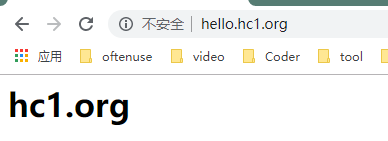 不安全 hello.hc1.org
应用 oftenuse video Coder tool
hc1.org